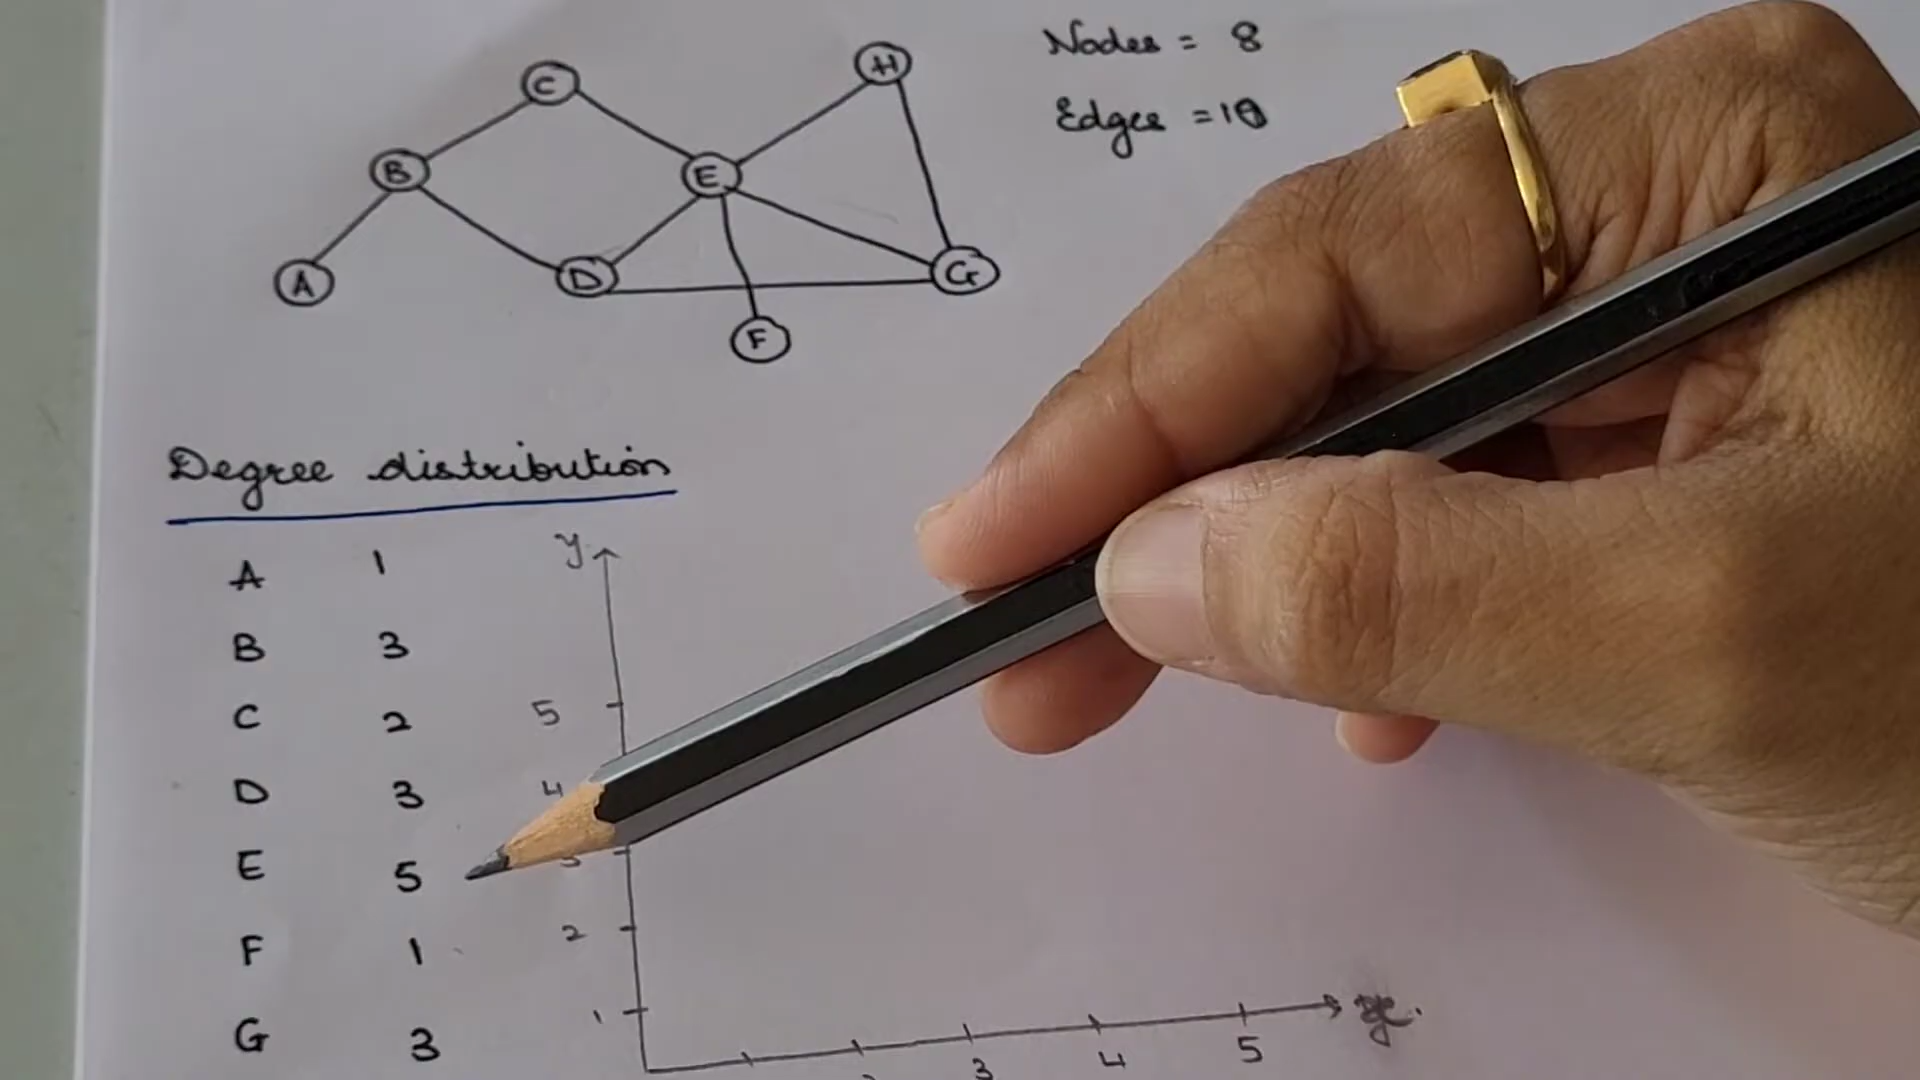 C
H
B
E
A
D
G
F
Nodes = 8
Edges = 10
Degree distribution
A 1
B 3
C 2
D 3
E 5
F 1
G 3
y
5
4
3
2
1
3 4 5